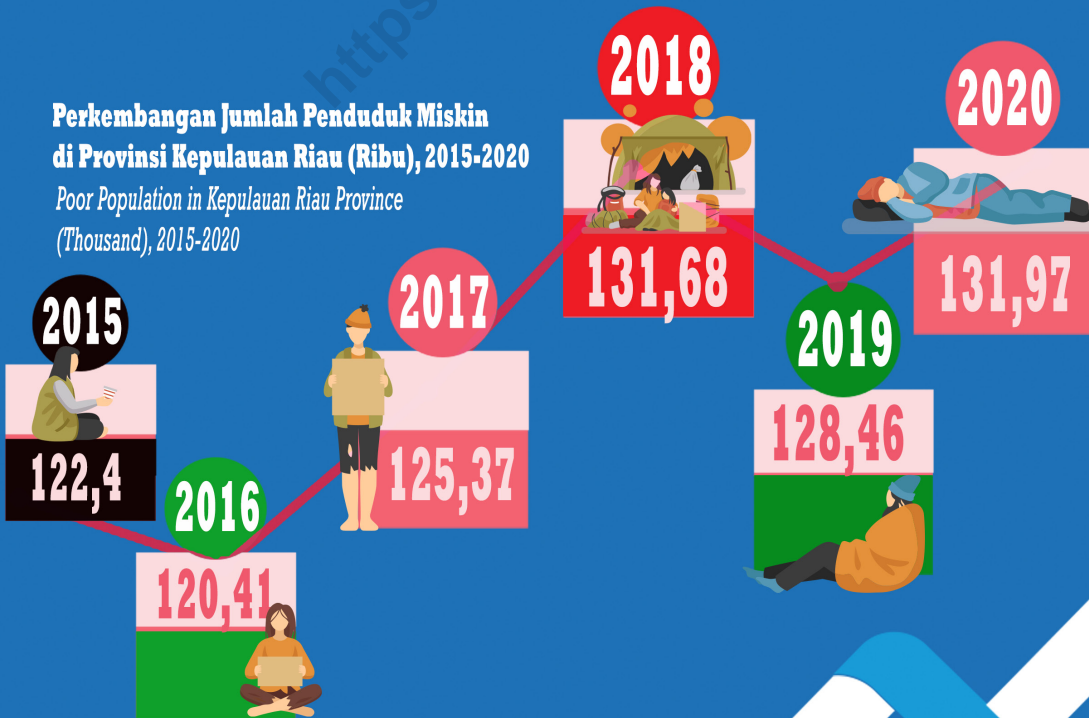 https
Perkembangan Jumlah Penduduk Miskin
di Provinsi Kepulauan Riau (Ribu), 2015-2020
Poor Population in Kepulauan Riau Province
(Thousand), 2015-2020
2015
122,4
2016
120,41
2017
125,37
2018
131,68
2019
128,46
2020
131,97